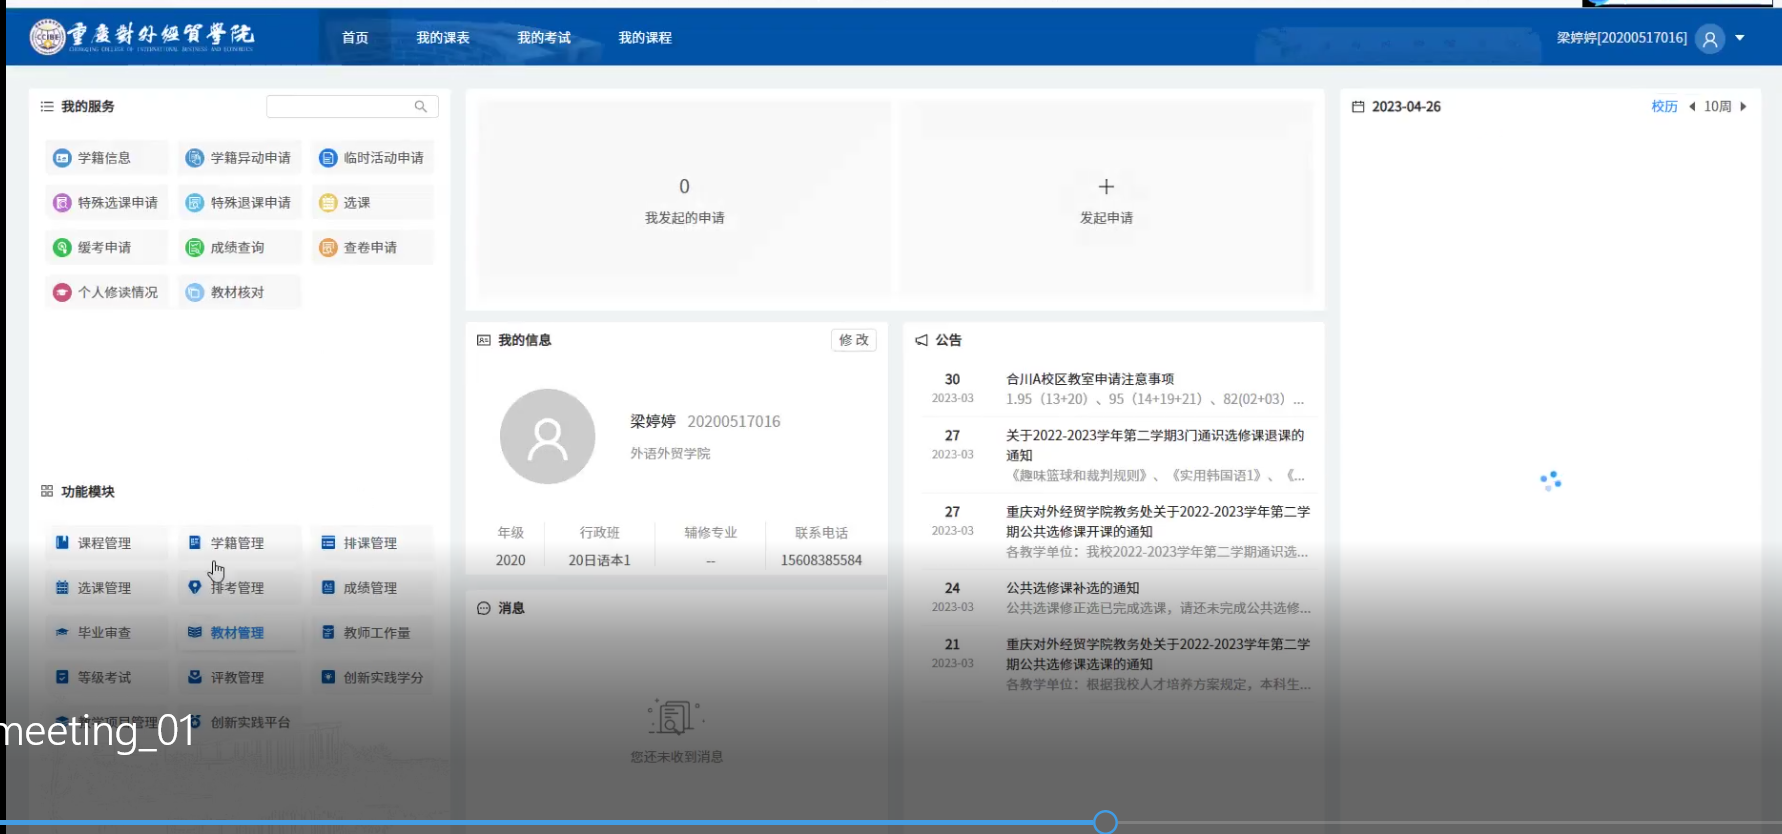 重慶對外經貿學院
CHONGQING COLLEGE OF INTERNATIONAL BUSINESS AND ECONOMICS
首页 我的课表 我的考试 我的课程
梁婷婷[20200517016]
我的服务
学籍信息 学籍异动申请 临时活动申请
特殊选课申请 特殊退课申请 选课
缓考申请 成绩查询 查卷申请
个人修读情况 教材核对
功能模块
课程管理 学籍管理 排课管理
选课管理 排考管理 成绩管理
毕业审查 教材管理 教师工作量
等级考试 评教管理 创新实践学分
教学项目管理 创新实践平台
meeting_01
0
我发起的申请
发起申请
我的信息 修改
梁婷婷 20200517016
外语外贸学院
年级 行政班 辅修专业 联系电话
2020 20日语本1 -- 15608385584
消息
您还未收到消息
公告
30 合川A校区教室申请注意事项
2023-03 1.95（13+20）、95（14+19+21）、82(02+03) ...
27 关于2022-2023学年第二学期3门通识选修课退课的
2023-03 通知
《趣味篮球和裁判规则》、《实用韩国语1》、《...
27 重庆对外经贸学院教务处关于2022-2023学年第二学
2023-03 期公共选修课开课的通知
各教学单位：我校2022-2023学年第二学期通识选...
24 公共选修课补选的通知
2023-03 公共选课修正选已完成选课，请还未完成公共选修...
21 重庆对外经贸学院教务处关于2022-2023学年第二学
2023-03 期公共选修课选课的通知
各教学单位：根据我校人才培养方案规定，本科生...
2023-04-26 校历 10周